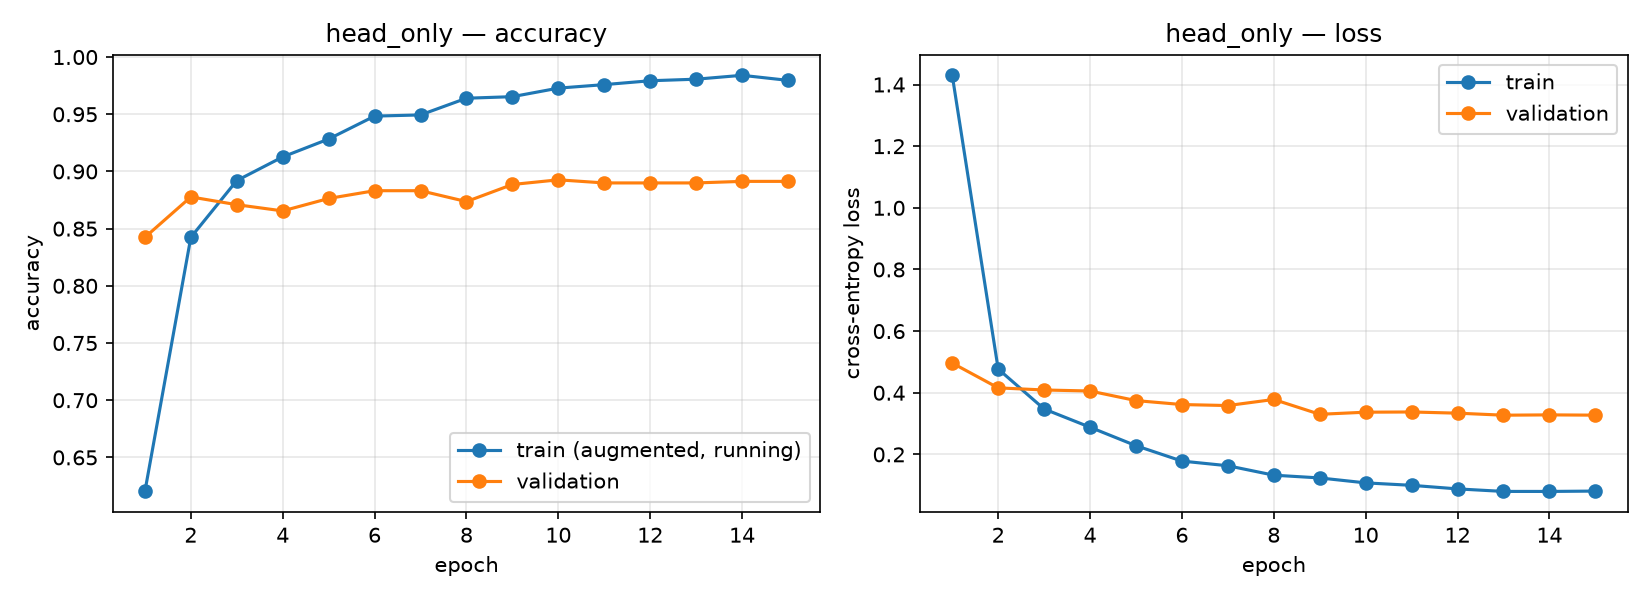 head_only — accuracy
1.00
0.95
0.90
0.85
0.80
0.75
0.70
0.65
accuracy
train (augmented, running)
validation
2 4 6 8 10 12 14
epoch
head_only — loss
1.4
1.2
1.0
0.8
0.6
0.4
0.2
cross-entropy loss
train
validation
2 4 6 8 10 12 14
epoch